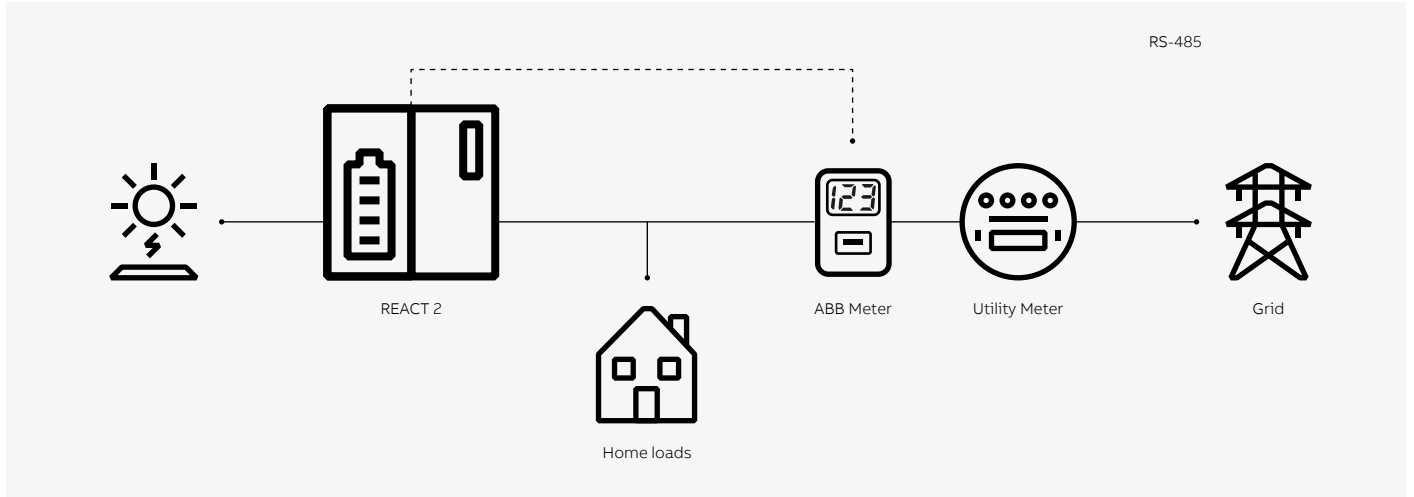 RS-485
123
REACT 2
ABB Meter
Utility Meter
Grid
Home loads